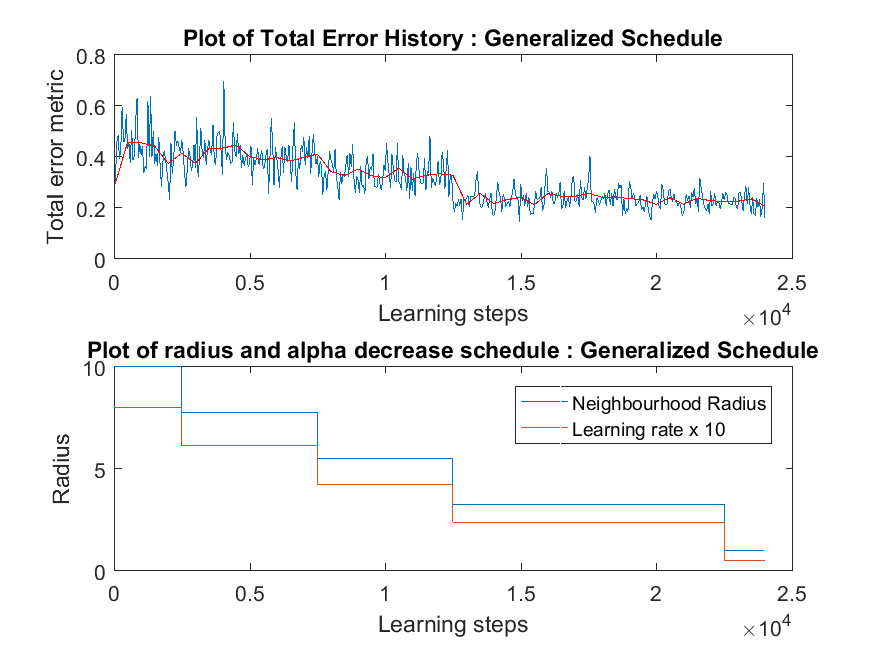 Plot of Total Error History : Generalized Schedule
Total error metric
0.8
0.6
0.4
0.2
0
0 0.5 1 1.5 2 2.5
Learning steps
×10^4
Plot of radius and alpha decrease schedule : Generalized Schedule
Radius
10
5
0
Neighbourhood Radius
Learning rate x 10
0 0.5 1 1.5 2 2.5
Learning steps
×10^4